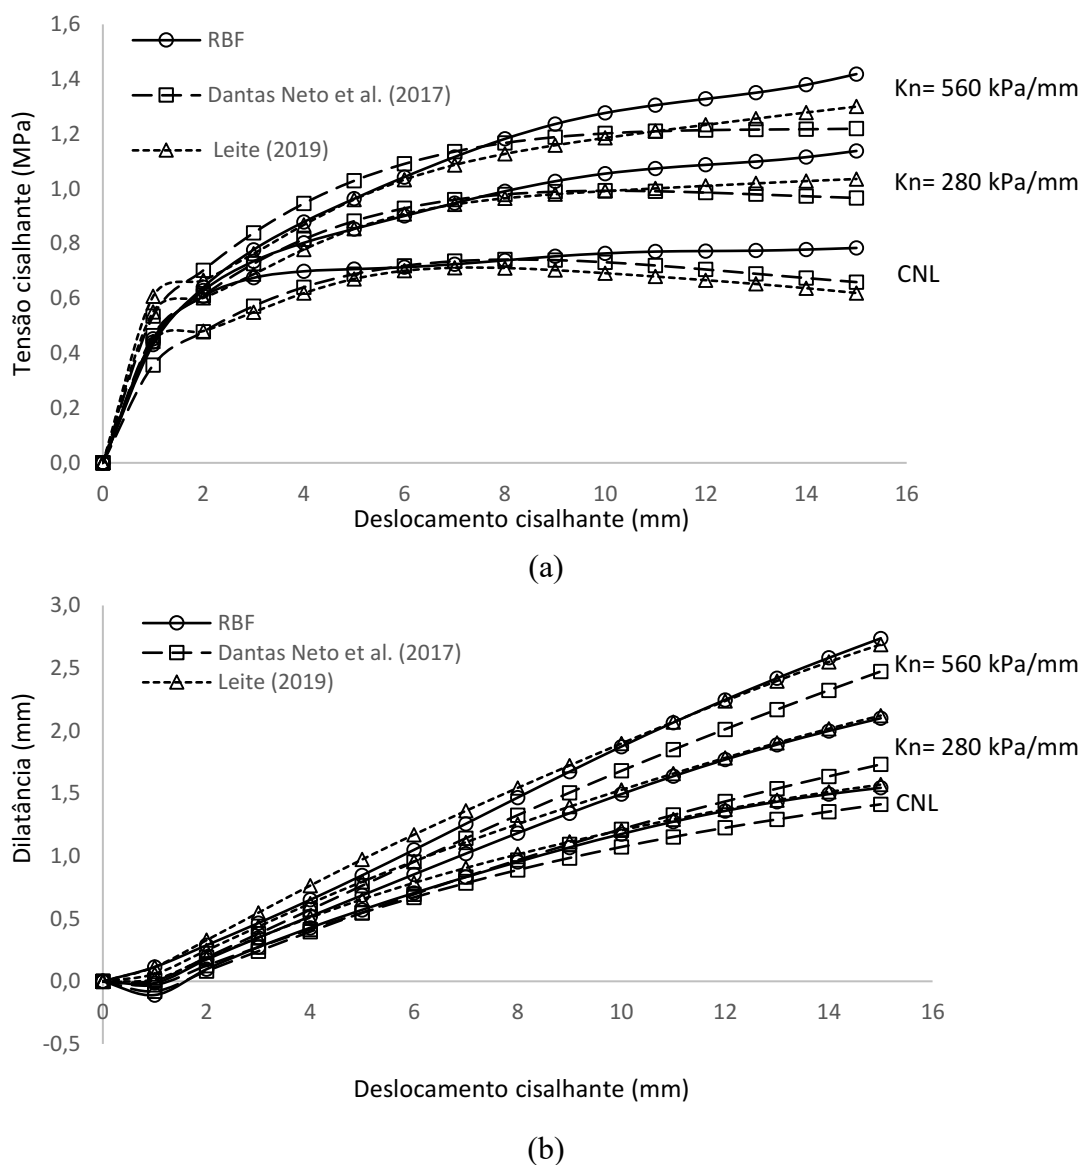 1,6
RBF
1,4
Kn= 560 kPa/mm
Dantas Neto et al. (2017)
1,2
Leite (2019)
1,0
Kn= 280 kPa/mm
0,8
CNL
0,6
0,4
0,2
0,0
Tensão cisalhante (MPa)
0 2 4 6 8 10 12 14 16
Deslocamento cisalhante (mm)
(a)
3,0
RBF
Dantas Neto et al. (2017)
2,5
Kn= 560 kPa/mm
Leite (2019)
2,0
Kn= 280 kPa/mm
1,5
CNL
1,0
0,5
0,0
-0,5
Dilatância (mm)
0 2 4 6 8 10 12 14 16
Deslocamento cisalhante (mm)
(b)